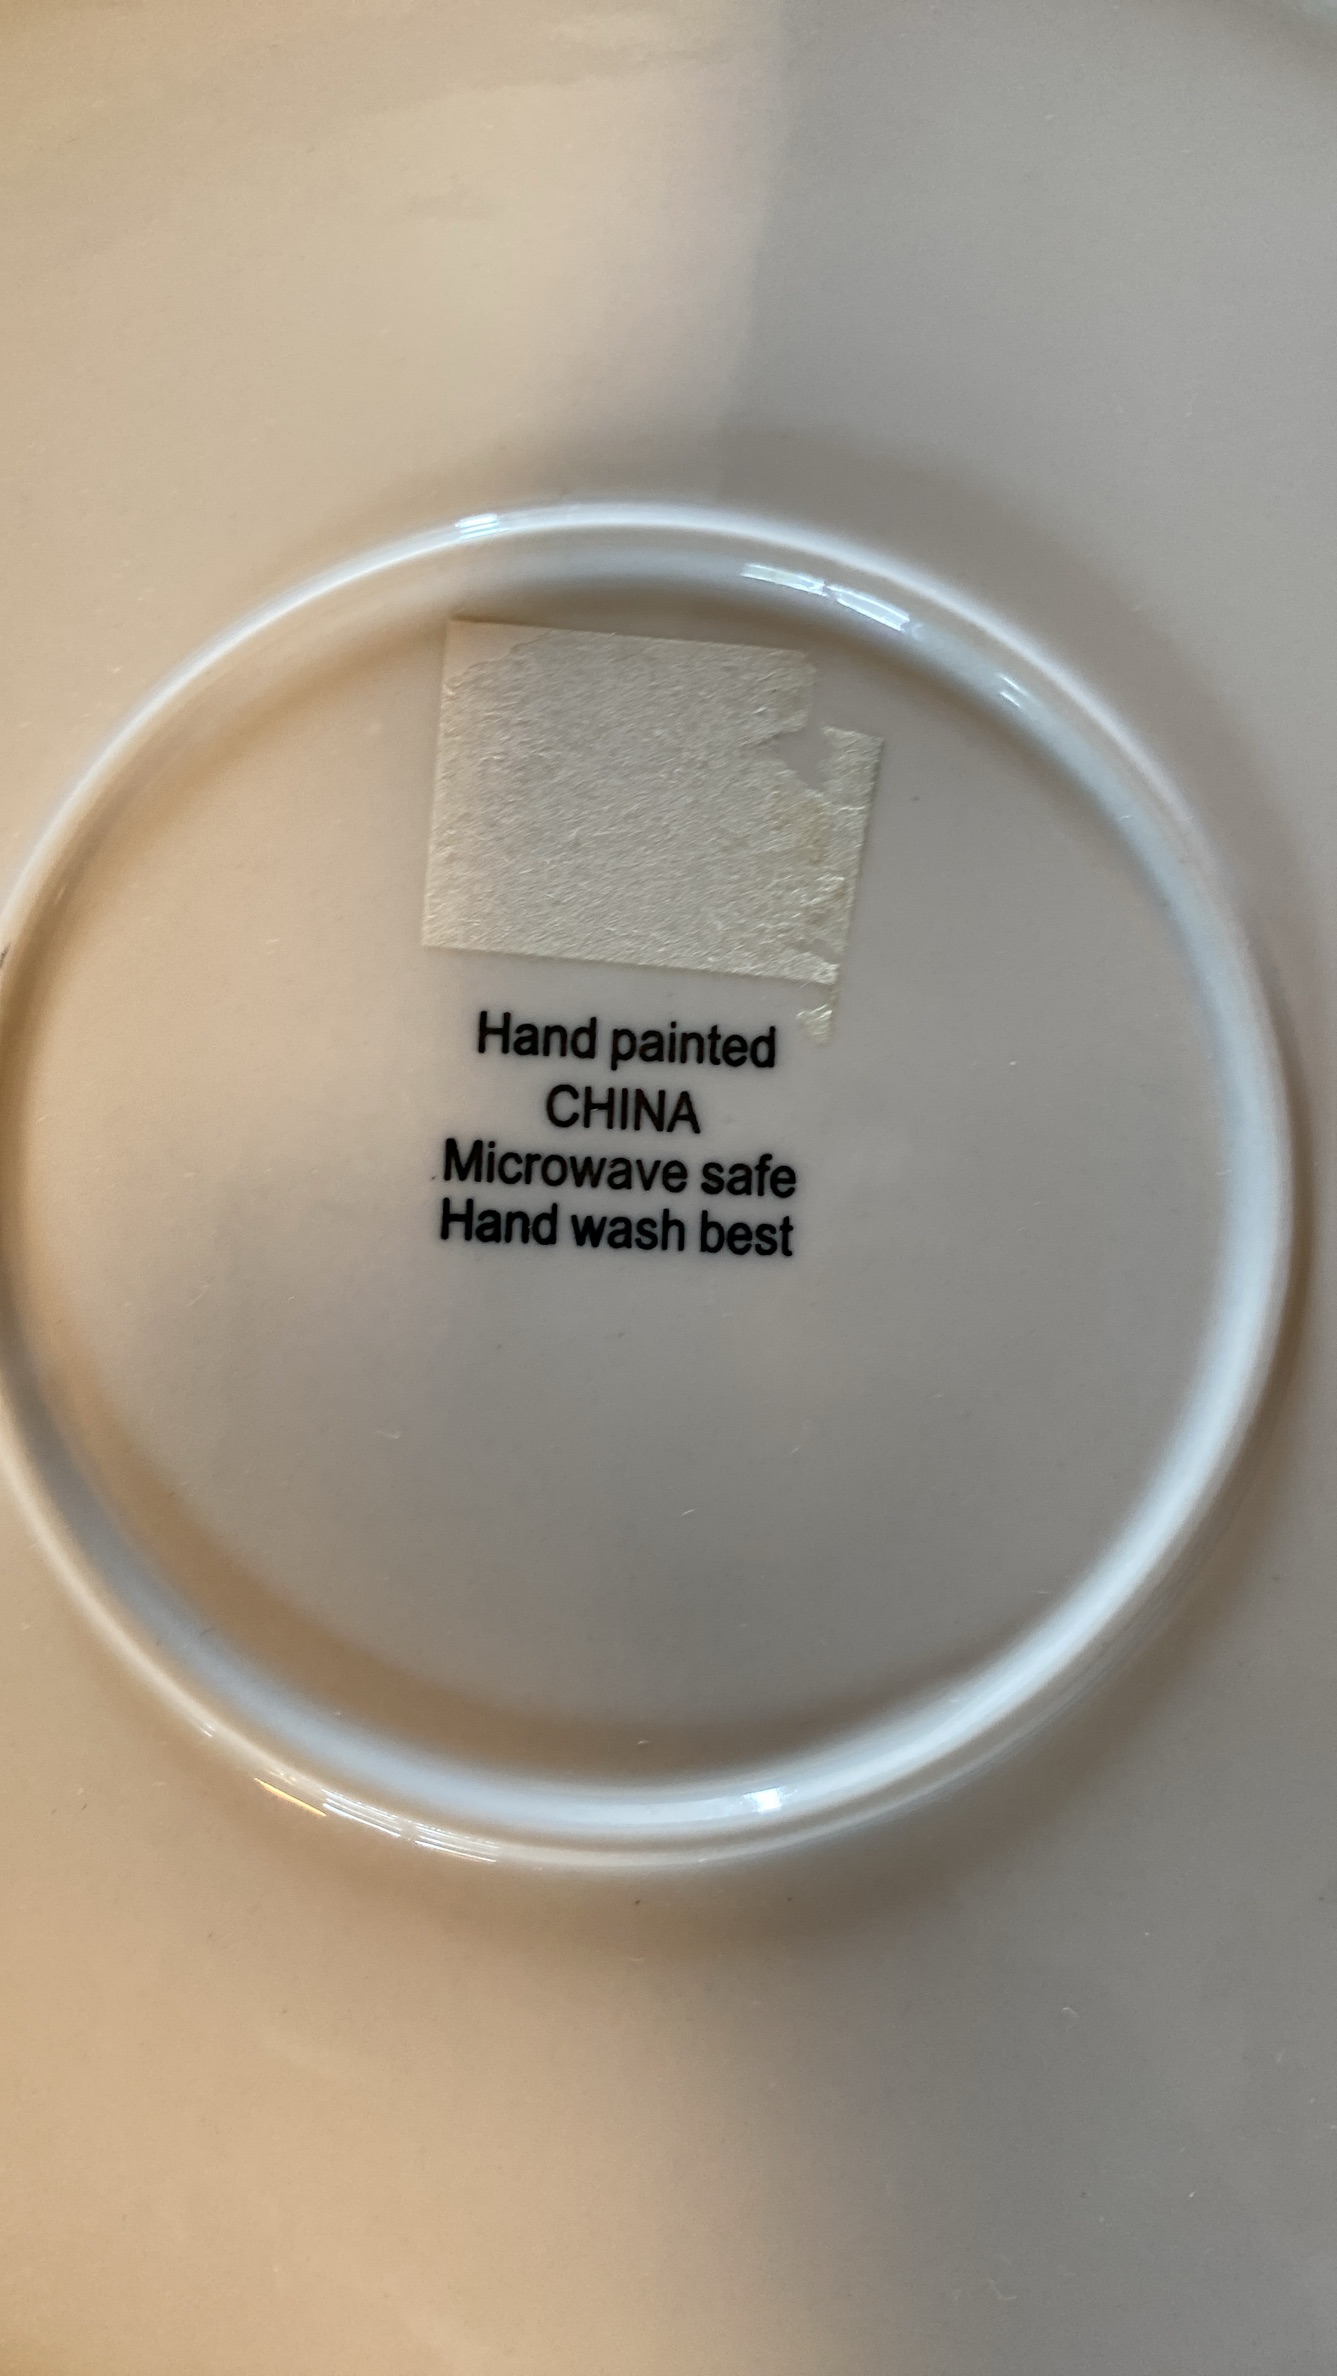 Hand painted
CHINA
Microwave safe
Hand wash best